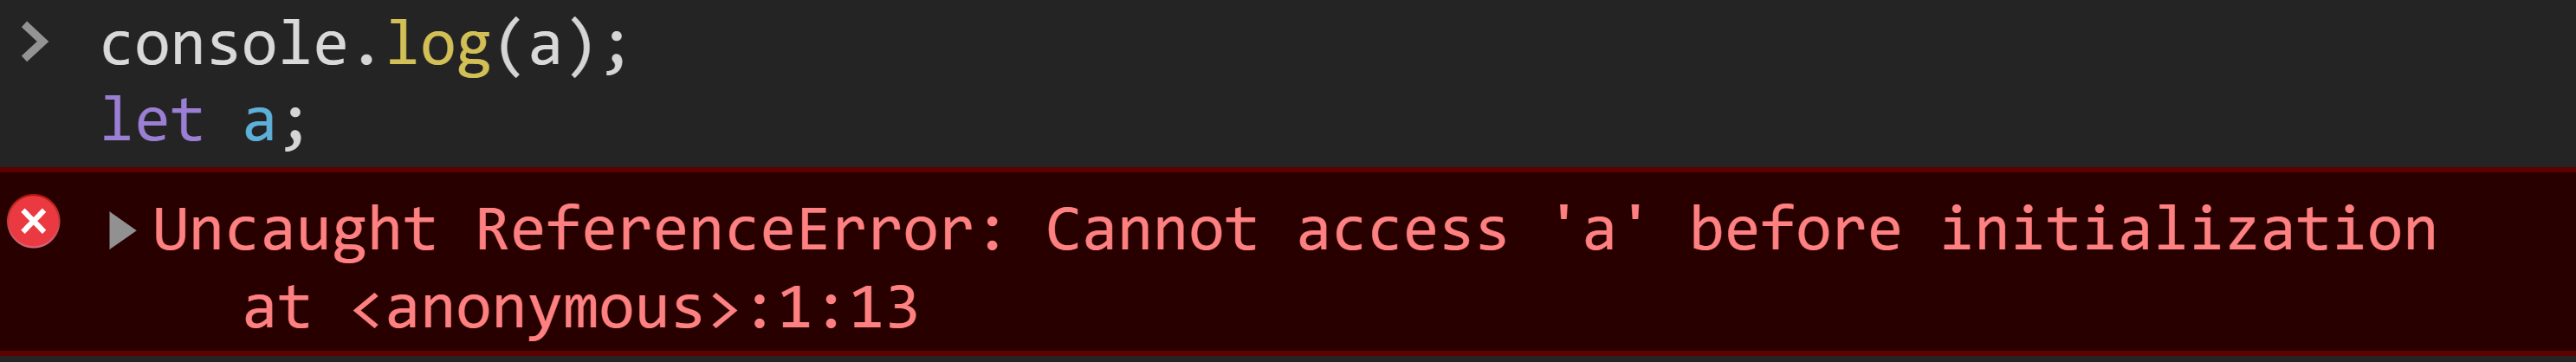 > console.log(a);
let a;
Uncaught ReferenceError: Cannot access 'a' before initialization
at <anonymous>:1:13